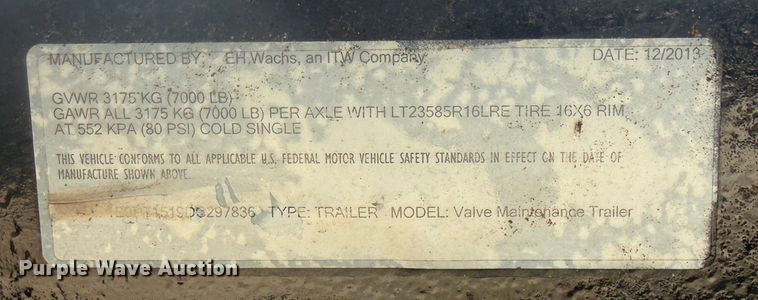 MANUFACTURED BY: EH Wachs, an ITW Company DATE: 12/2013
GVWR 3175 KG (7000 LB)
GAWR ALL 3175 KG (7000 LB) PER AXLE WITH LT23585R16LRE TIRE 16X6 RIM
AT 552 KPA (80 PSI) COLD SINGLE
THIS VEHICLE CONFORMS TO ALL APPLICABLE U.S. FEDERAL MOTOR VEHICLE SAFETY STANDARDS IN EFFECT ON THE DATE OF
MANUFACTURE SHOWN ABOVE.
TYPE: TRAILER MODEL: Valve Maintenance Trailer
Purple Wave Auction